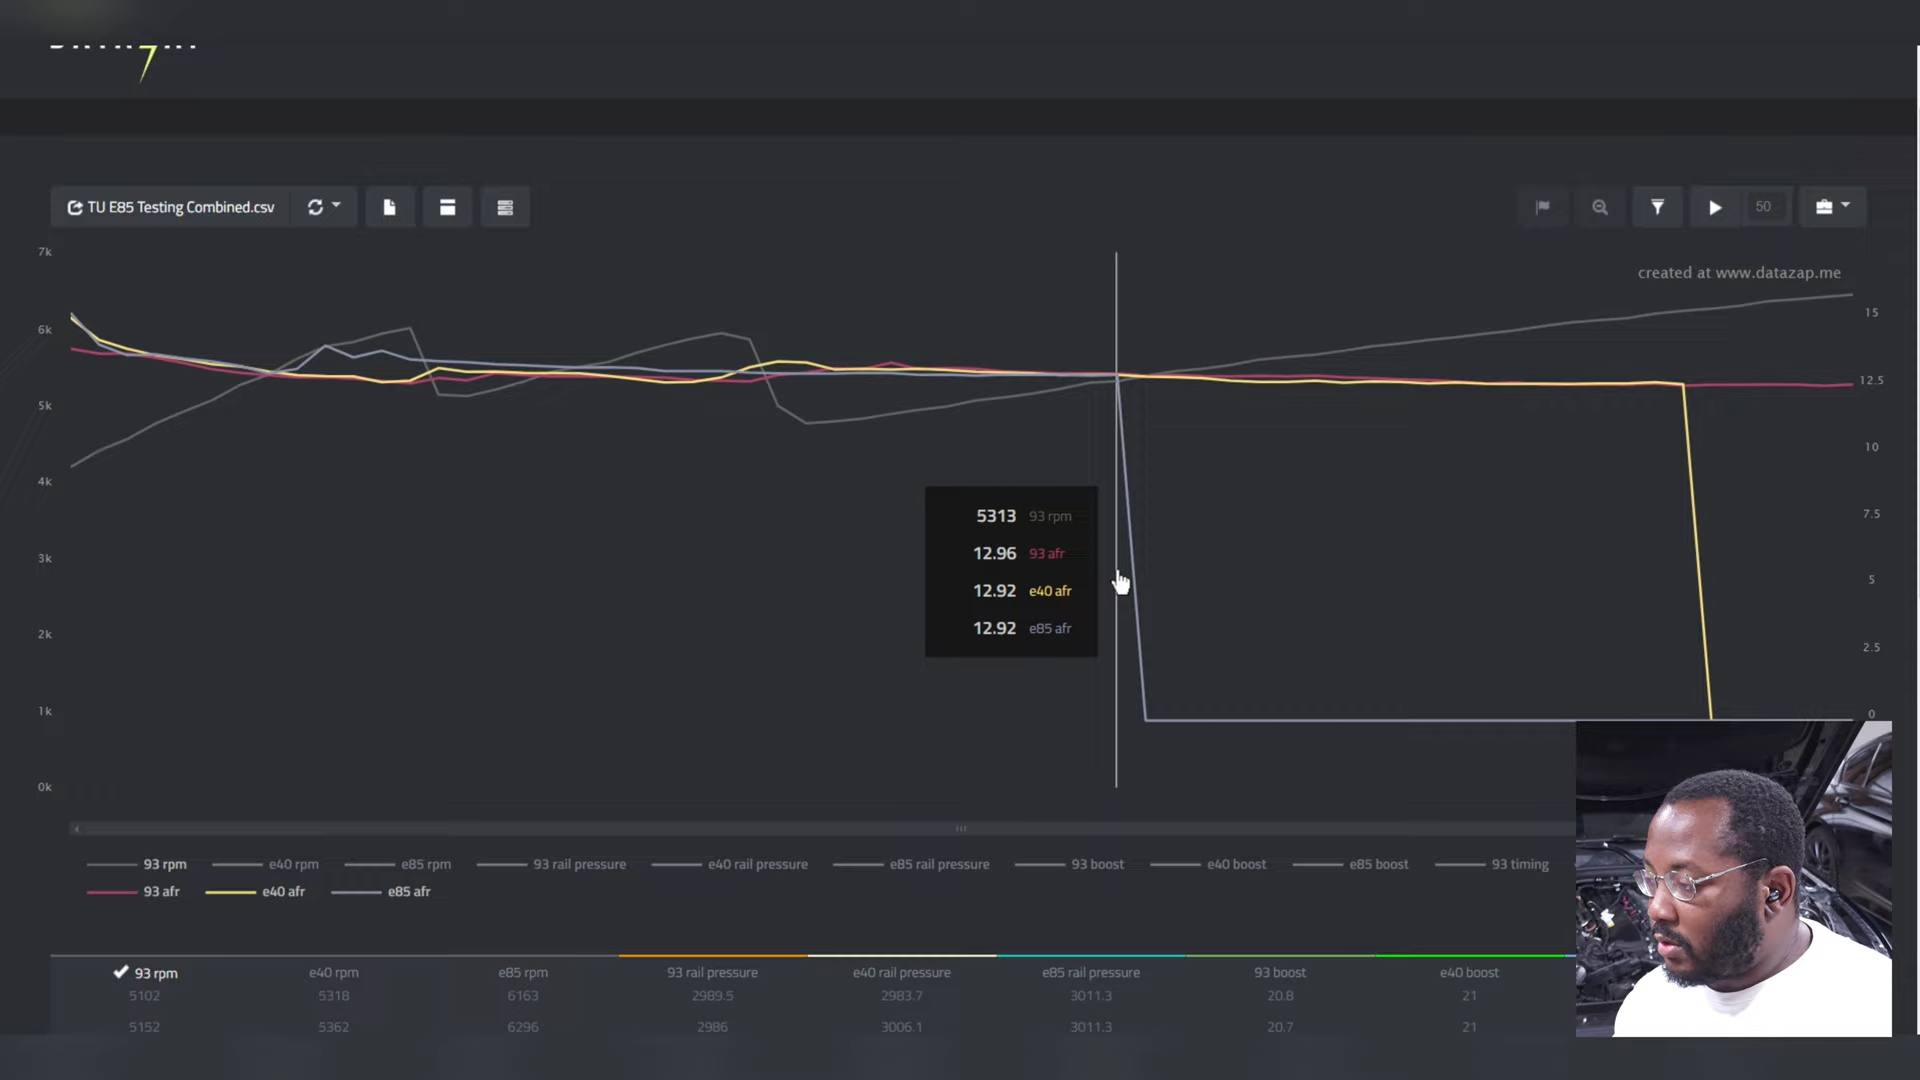 TU E85 Testing Combined.csv
50
7k
6k
5k
4k
3k
2k
1k
0k
created at www.datazap.me
15
12.5
10
7.5
5
2.5
0
5313 93 rpm
12.96 93 afr
12.92 e40 afr
12.92 e85 afr
93 rpm e40 rpm e85 rpm 93 rail pressure e40 rail pressure e85 rail pressure 93 boost e40 boost e85 boost 93 timing
93 afr e40 afr e85 afr
93 rpm e40 rpm e85 rpm 93 rail pressure e40 rail pressure e85 rail pressure 93 boost e40 boost
5102 5318 6163 2989.5 2983.7 3011.3 20.8 21
5152 5362 6296 2986 3006.1 3011.3 20.7 21